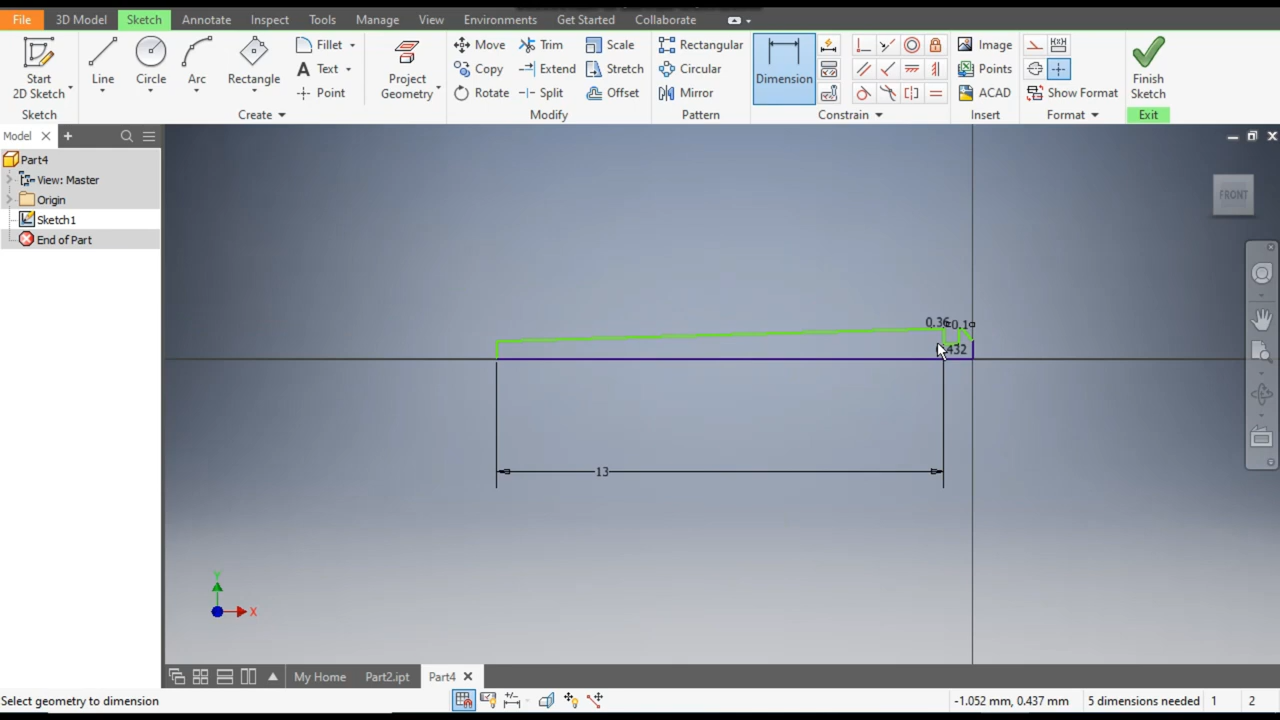 File 3D Model Sketch Annotate Inspect Tools Manage View Environments Get Started Collaborate
Start 2D Sketch
Line
Circle
Arc
Rectangle
Fillet
Text
Point
Project Geometry
Move
Copy
Rotate
Trim
Extend
Split
Scale
Stretch
Offset
Rectangular
Circular
Mirror
Dimension
Image
Points
ACAD
Show Format
Finish Sketch
Sketch Create Modify Pattern Constrain Insert Format Exit
Model
Part4
View: Master
Origin
Sketch1
End of Part
FRONT
0.36
0.1
13
Y
X
My Home Part2.ipt Part4
Select geometry to dimension
-1.052 mm, 0.437 mm 5 dimensions needed 1 2